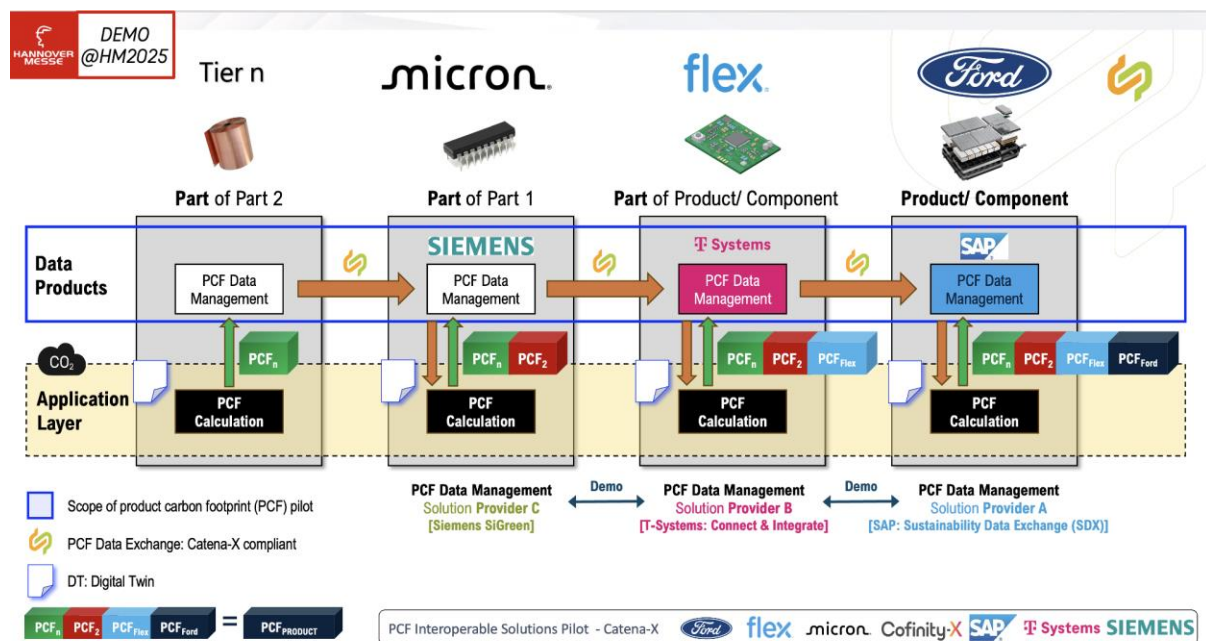 HANNOVER
MESSE
DEMO
@HM2025
Tier n
micron®
flex®
Ford
Part of Part 2
Part of Part 1
Part of Product/ Component
Product/ Component
Data
Products
SIEMENS
T Systems
SAP
PCF Data
Management
PCF Data
Management
PCF Data
Management
PCF Data
Management
PCFn
PCFn PCF2
PCFn PCF2 PCFFlex
PCFn PCF2 PCFFlex PCFFord
CO2
Application
Layer
PCF
Calculation
PCF
Calculation
PCF
Calculation
PCF
Calculation
PCF Data Management
Solution Provider C
[Siemens SiGreen]
Demo
PCF Data Management
Solution Provider B
[T-Systems: Connect & Integrate]
Demo
PCF Data Management
Solution Provider A
[SAP: Sustainability Data Exchange (SDX)]
Scope of product carbon footprint (PCF) pilot
PCF Data Exchange: Catena-X compliant
DT: Digital Twin
PCFn PCF2 PCFFlex PCFFord = PCFPRODUCT
PCF Interoperable Solutions Pilot - Catena-X Ford flex micron Cofinity-X SAP T Systems SIEMENS